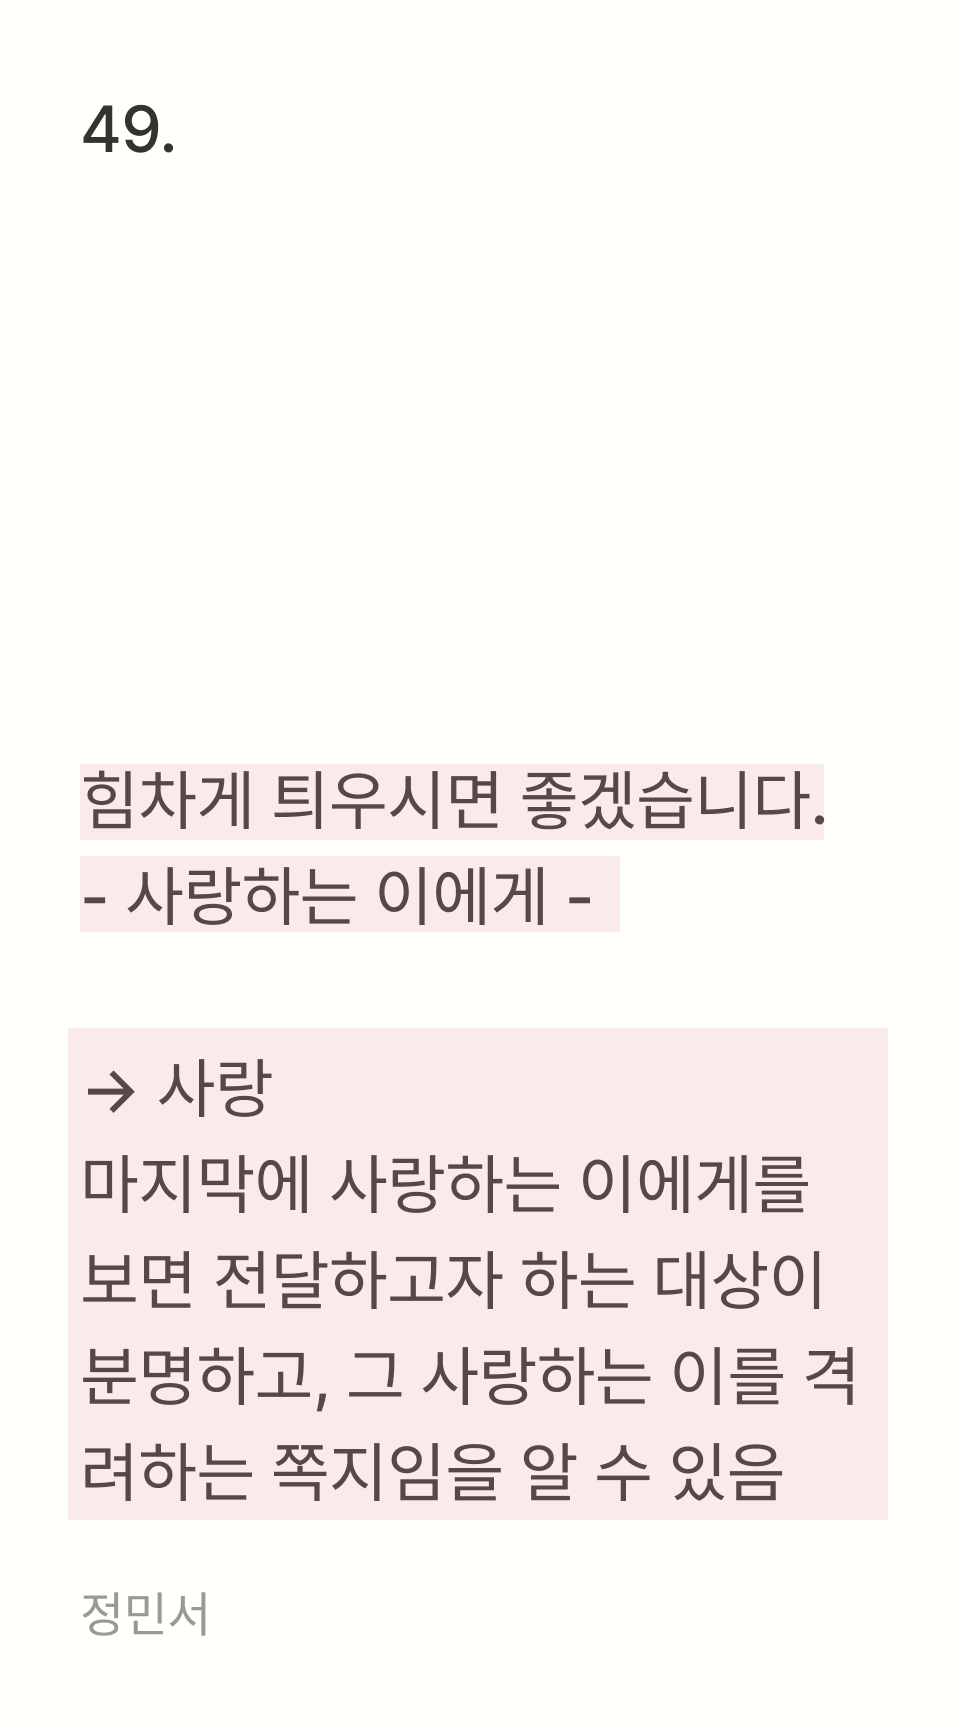 49.
힘차게 틔우시면 좋겠습니다.
- 사랑하는 이에게 -
→ 사랑
마지막에 사랑하는 이에게를
보면 전달하고자 하는 대상이
분명하고, 그 사랑하는 이를 격
려하는 쪽지임을 알 수 있음
정민서